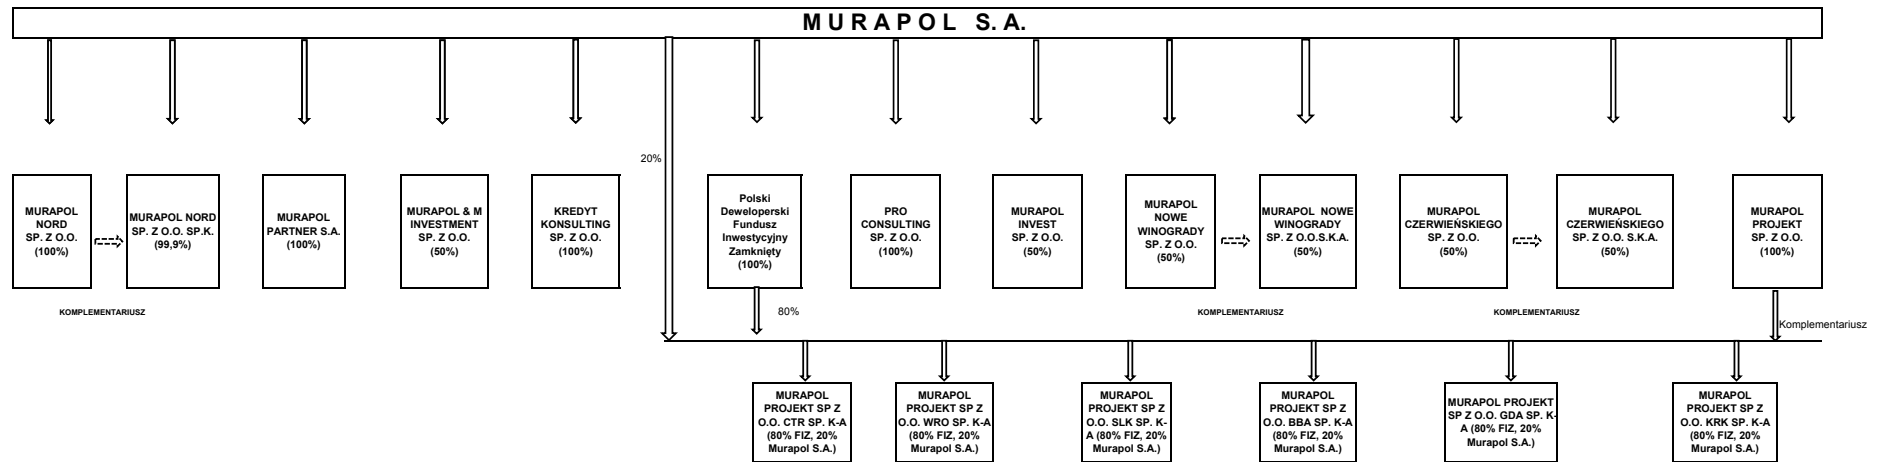 MURAPOL S.A.
20%
MURAPOL
NORD
SP. Z O.O.
(100%)
MURAPOL NORD
SP. Z O.O. SP.K.
(99,9%)
MURAPOL
PARTNER S.A.
(100%)
MURAPOL & M
INVESTMENT
SP. Z O.O.
(50%)
KREDYT
KONSULTING
SP. Z O.O.
(100%)
Polski
Deweloperski
Fundusz
Inwestycyjny
Zamknięty
(100%)
PRO
CONSULTING
SP. Z O.O.
(100%)
MURAPOL
INVEST
SP. Z O.O.
(50%)
MURAPOL
NOWE
WINOGRADY
SP. Z O.O.
(50%)
MURAPOL NOWE
WINOGRADY
SP. Z O.O.S.K.A.
(50%)
MURAPOL
CZERWIEŃSKIEGO
SP. Z O.O.
(50%)
MURAPOL
CZERWIEŃSKIEGO
SP. Z O.O. S.K.A.
(50%)
MURAPOL
PROJEKT
SP. Z O.O.
(100%)
KOMPLEMENTARIUSZ
80%
KOMPLEMENTARIUSZ
KOMPLEMENTARIUSZ
Komplementariusz
MURAPOL
PROJEKT SP Z
O.O. CTR SP. K-A
(80% FIZ, 20%
Murapol S.A.)
MURAPOL
PROJEKT SP Z
O.O. WRO SP. K-A
(80% FIZ, 20%
Murapol S.A.)
MURAPOL
PROJEKT SP Z
O.O. SLK SP. K-
A (80% FIZ, 20%
Murapol S.A.)
MURAPOL
PROJEKT SP Z
O.O. BBA SP. K-A
(80% FIZ, 20%
Murapol S.A.)
MURAPOL PROJEKT
SP Z O.O. GDA SP. K-
A (80% FIZ, 20%
Murapol S.A.)
MURAPOL
PROJEKT SP Z
O.O. KRK SP. K-A
(80% FIZ, 20%
Murapol S.A.)